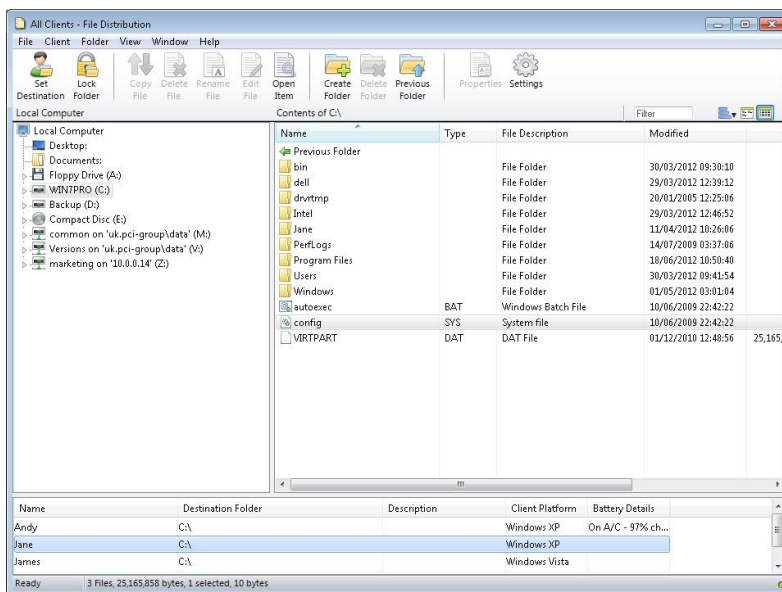 All Clients - File Distribution
File Client Folder View Window Help
Set Destination Lock Folder Copy File Delete File Rename File Edit File Open Item Create Folder Delete Folder Previous Folder Properties Settings
Local Computer Contents of C:\ Filter
Local Computer
Desktop:
Documents:
Floppy Drive (A:)
WIN7PRO (C:)
Backup (D:)
Compact Disc (E:)
common on 'uk.pci-group\data' (M:)
Versions on 'uk.pci-group\data' (V:)
marketing on '10.0.0.14' (Z:)
Name Type File Description Modified
Previous Folder
bin File Folder 30/03/2012 09:30:10
dell File Folder 29/03/2012 12:39:12
drvrtmp File Folder 20/01/2005 12:25:06
Intel File Folder 29/03/2012 12:46:52
Jane File Folder 11/04/2012 10:26:06
PerfLogs File Folder 14/07/2009 03:37:06
Program Files File Folder 18/06/2012 10:50:40
Users File Folder 30/03/2012 09:41:54
Windows File Folder 01/05/2012 03:01:04
autoexec BAT Windows Batch File 10/06/2009 22:42:22
config SYS System file 10/06/2009 22:42:22
VIRTPART DAT DAT File 01/12/2010 12:48:56 25,165,
Name Destination Folder Description Client Platform Battery Details
Andy C:\ Windows XP On A/C - 97% ch...
Jane C:\ Windows XP
James C:\ Windows Vista
Ready 3 Files, 25,165,858 bytes, 1 selected, 10 bytes